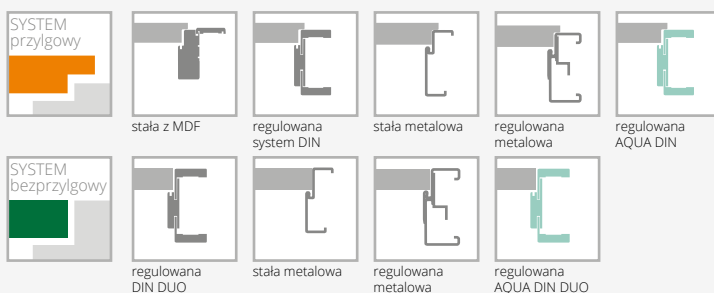 SYSTEM
przylgowy
stała z MDF
regulowana
system DIN
stała metalowa
regulowana
metalowa
regulowana
AQUA DIN
SYSTEM
bezprzylgowy
regulowana
DIN DUO
stała metalowa
regulowana
metalowa
regulowana
AQUA DIN DUO